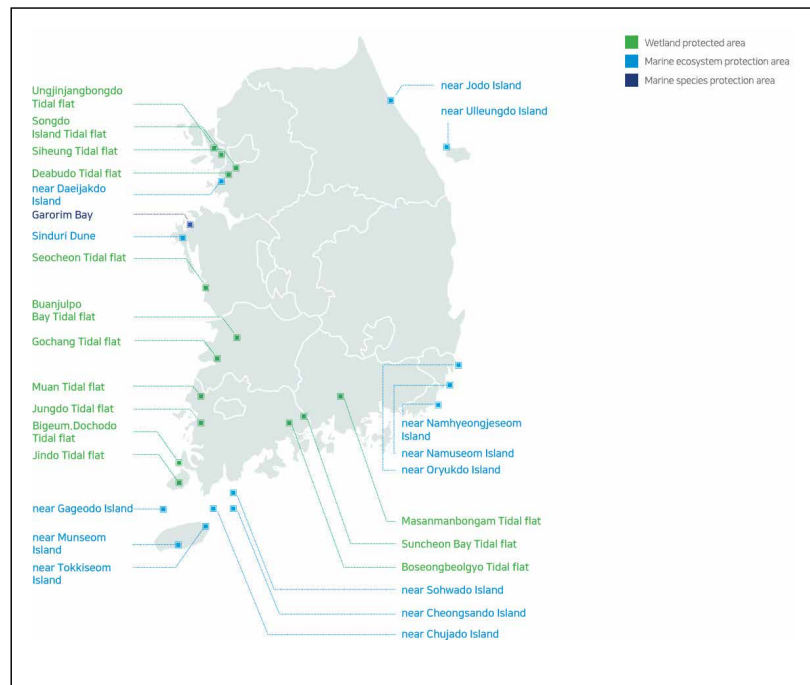 Wetland protected area
Marine ecosystem protection area
Marine species protection area
Ungjinjangbongdo
Tidal flat
Songdo
Island Tidal flat
Siheung Tidal flat
Deabudo Tidal flat
near Daeijakdo
Island
Garorim Bay
Sinduri Dune
Seocheon Tidal flat
Buanjulpo
Bay Tidal flat
Gochang Tidal flat
Muan Tidal flat
Jungdo Tidal flat
Bigeum.Dochodo
Tidal flat
Jindo Tidal flat
near Gageodo Island
near Munseom
Island
near Tokkiseom
Island
near Jodo Island
near Ulleungdo Island
near Namhyeongjeseom
Island
near Namuseom Island
near Oryukdo Island
Masanmanbongam Tidal flat
Suncheon Bay Tidal flat
Boseongbeolgyo Tidal flat
near Sohwado Island
near Cheongsando Island
near Chujado Island